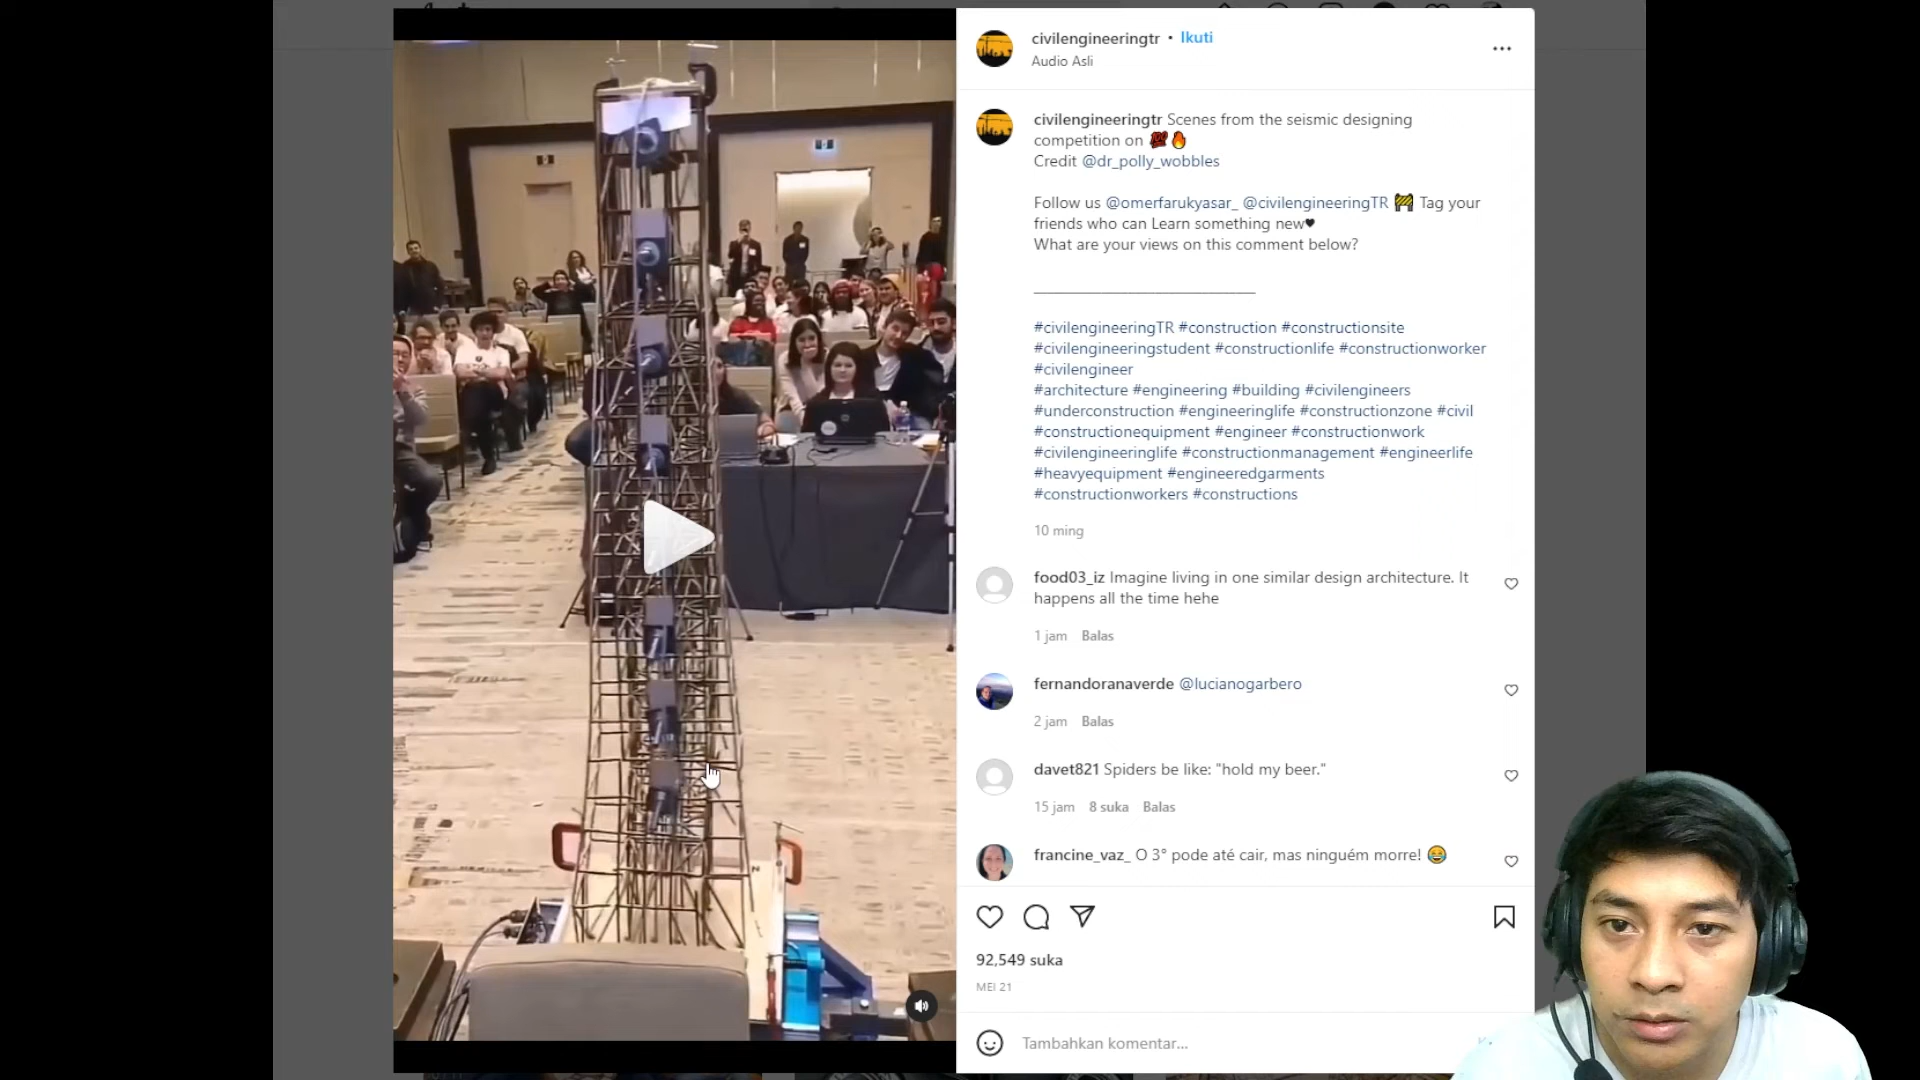 civilengineeringtr • Ikuti
Audio Asli
civilengineeringtr Scenes from the seismic designing
competition on 💯🔥
Credit @dr_polly_wobbles
Follow us @omerfarukyasar_ @civilengineeringTR 🚧 Tag your
friends who can Learn something new♥
What are your views on this comment below?
____________________________
#civilengineeringTR #construction #constructionsite
#civilengineeringstudent #constructionlife #constructionworker
#civilengineer
#architecture #engineering #building #civilengineers
#underconstruction #engineeringlife #constructionzone #civil
#constructionequipment #engineer #constructionwork
#civilengineeringlife #constructionmanagement #engineerlife
#heavyequipment #engineeredgarments
#constructionworkers #constructions
10 ming
food03_iz Imagine living in one similar design architecture. It
happens all the time hehe
1 jam Balas
fernandoranaverde @lucianogarbero
2 jam Balas
davet821 Spiders be like: "hold my beer."
15 jam 8 suka Balas
francine_vaz_ O 3° pode até cair, mas ninguém morre! 😂
92,549 suka
MEI 21
Tambahkan komentar...